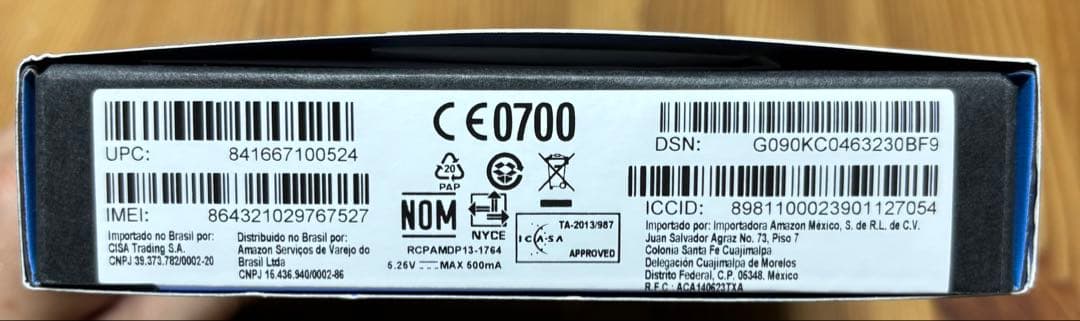 UPC: 841667100524
IMEI: 864321029767527
Importado no Brasil por:
CISA Trading S.A.
CNPJ 39.373.782/0002-20
Distribuido no Brasil por:
Amazon Serviços de Varejo do
Brasil Ltda
CNPJ 16.436.940/0002-86
CE0700
20
PAP
NOM
NYCE
RCPAMDP13-1764
5.25V MAX 500mA
ICASA
TA-2013/987
APPROVED
DSN: G090KC0463230BF9
ICCID: 8981100023901127054
Importado por: Importadora Amazon México, S. de R.L. de C.V.
Juan Salvador Agraz No. 73, Piso 7
Colonia Santa Fe Cuajimalpa
Delegación Cuajimalpa de Morelos
Distrito Federal, C.P. 05348. México
R.F.C.: ACA140623TXA